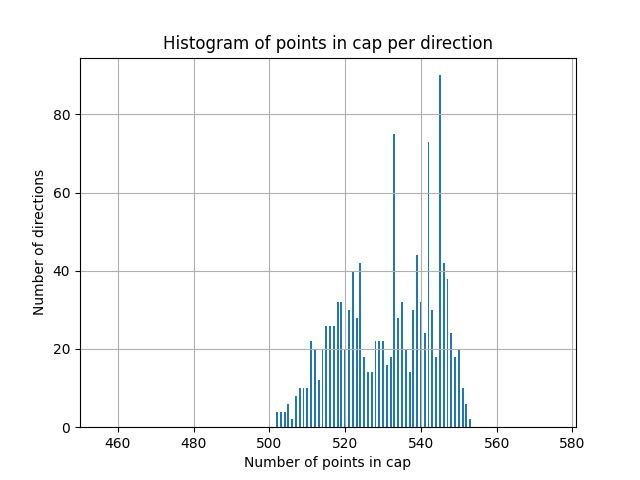 Histogram of points in cap per direction
80
60
40
20
0
Number of directions
460 480 500 520 540 560 580
Number of points in cap